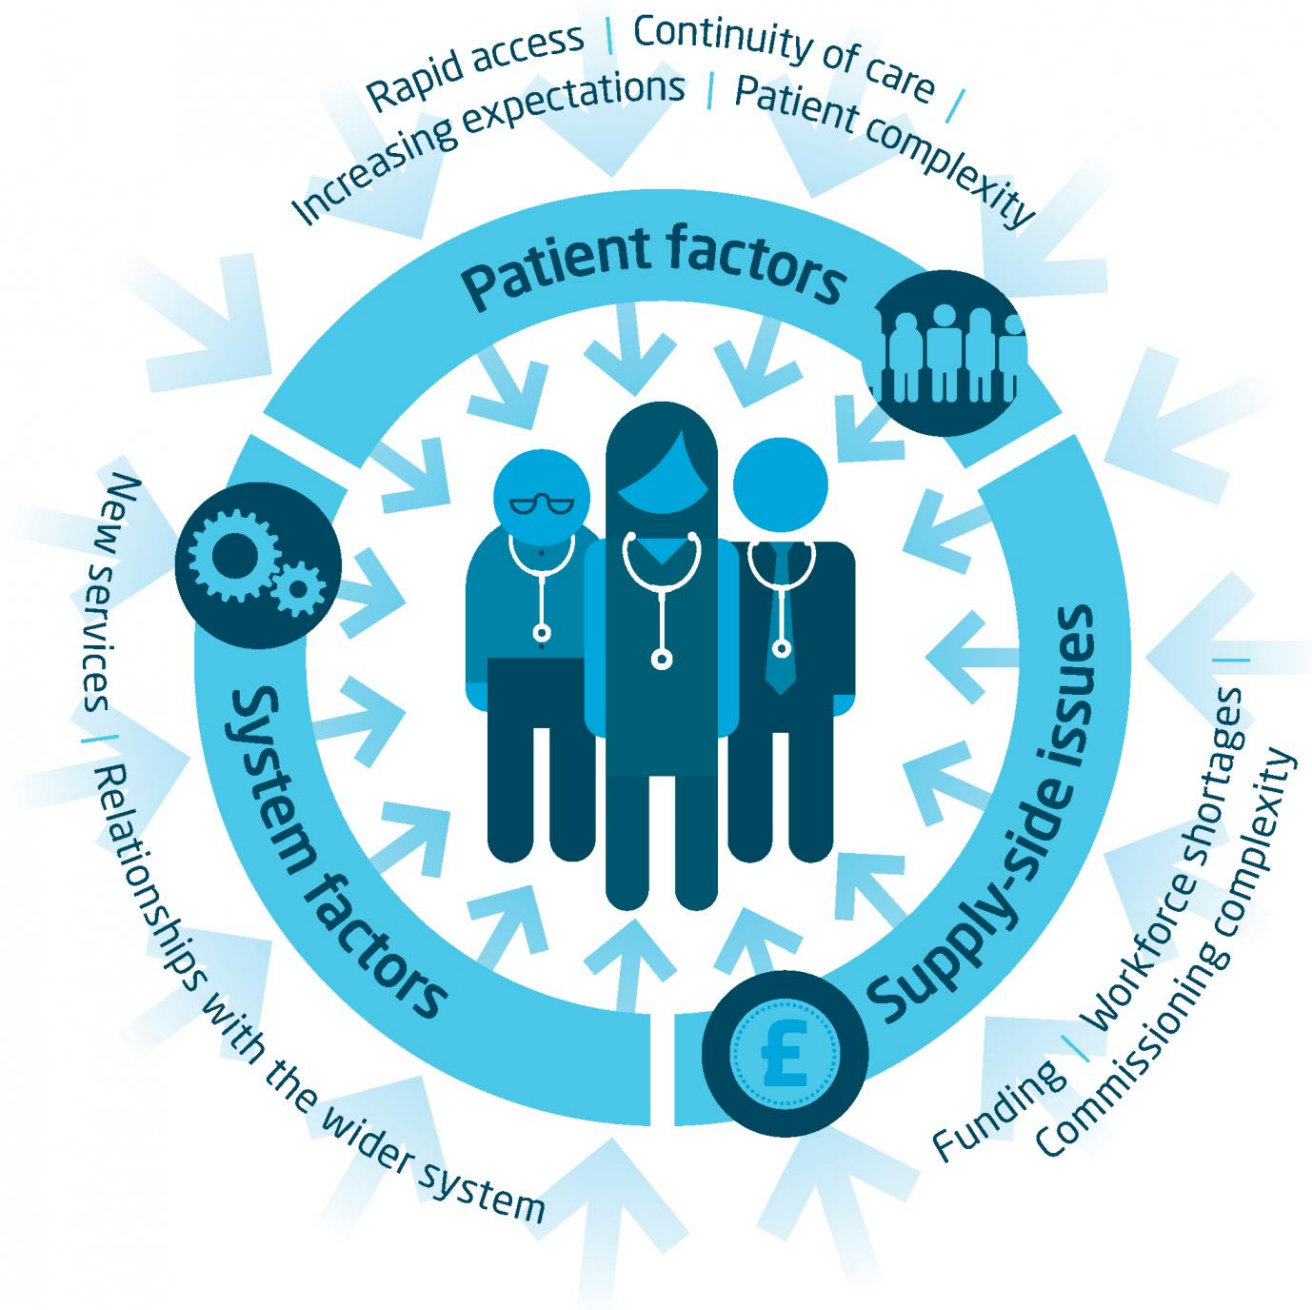 Rapid access | Continuity of care |
Increasing expectations | Patient complexity
Patient factors
Supply-side issues
Funding | Workforce shortages |
Commissioning complexity
£
System factors
New services | Relationships with the wider system